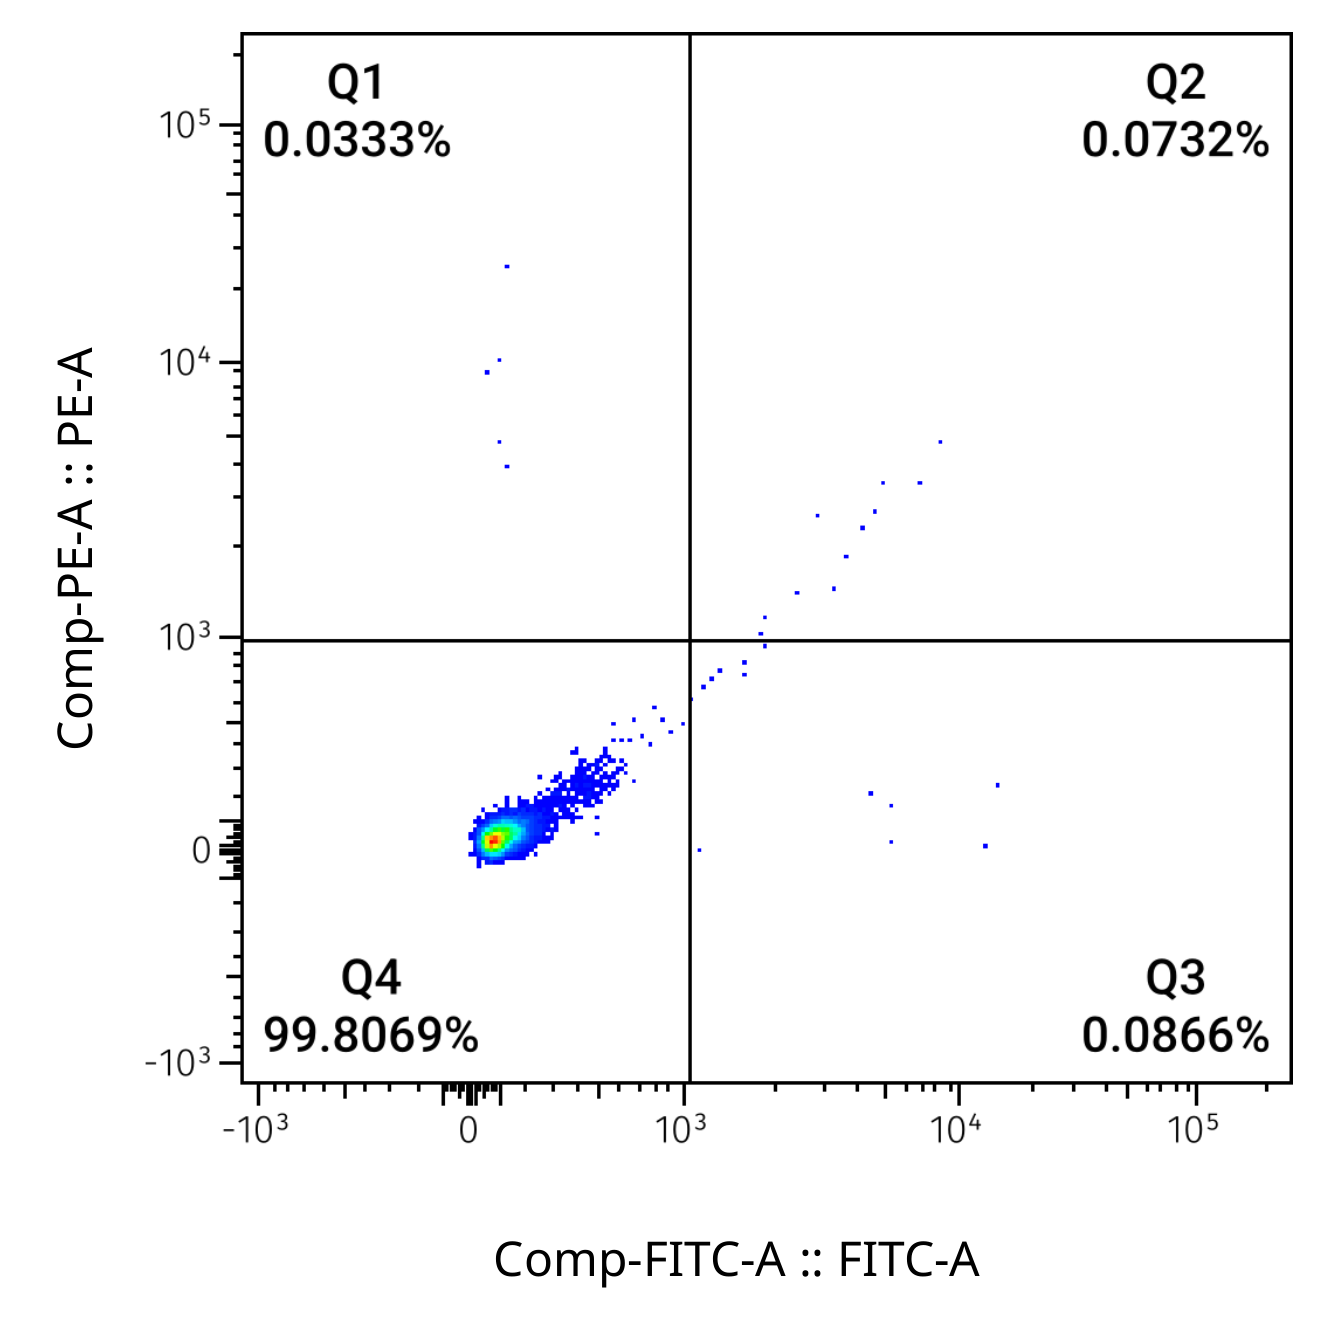 Q1
0.0333%
Q2
0.0732%
10⁵
10⁴
10³
0
-10³
Comp-PE-A :: PE-A
Q4
99.8069%
Q3
0.0866%
-10³
0
10³
10⁴
10⁵
Comp-FITC-A :: FITC-A